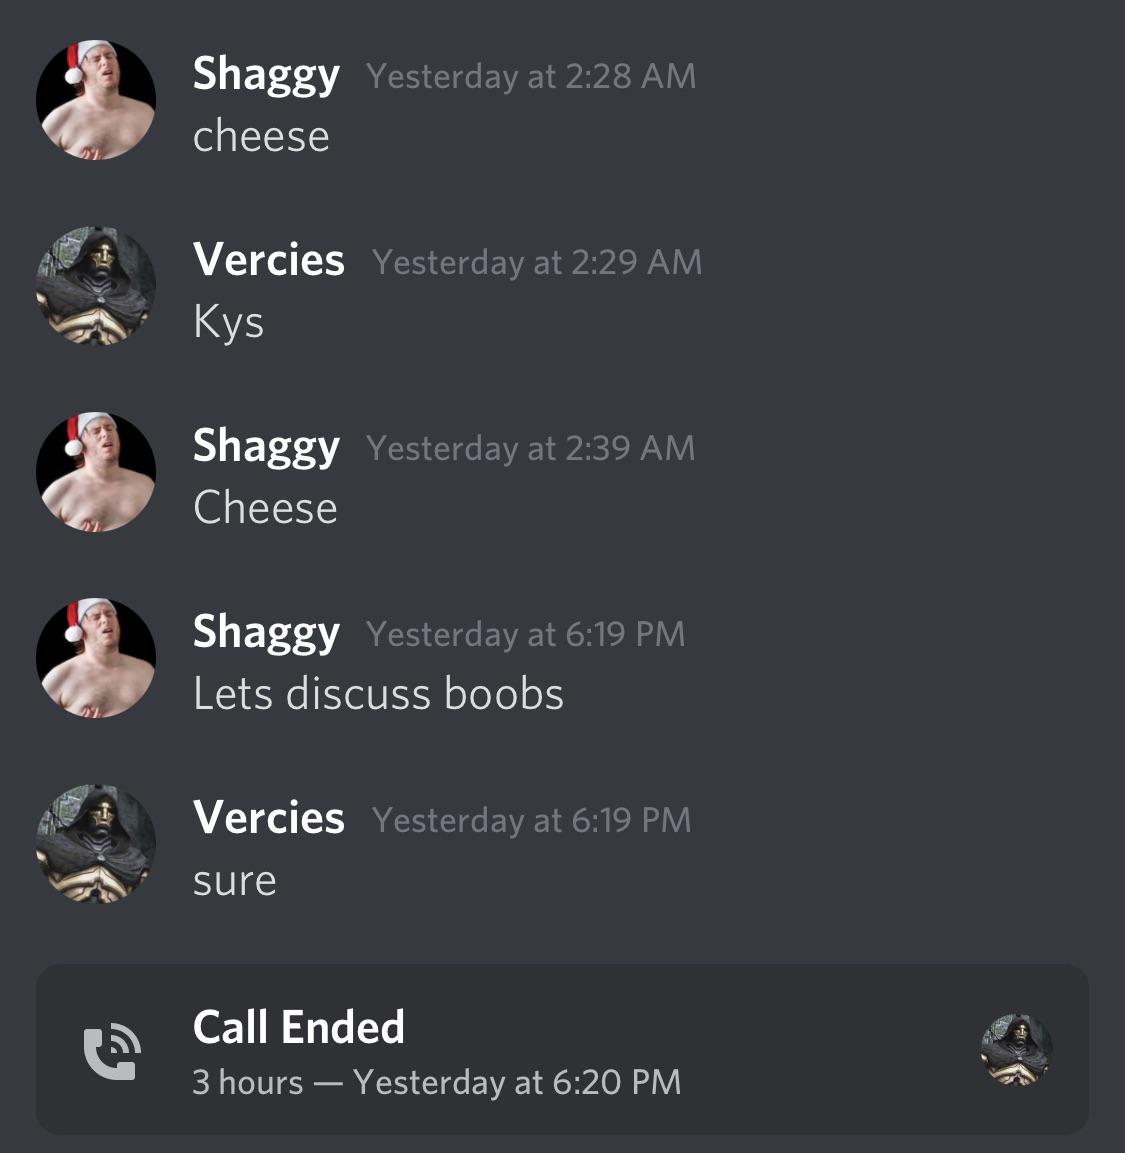 Shaggy Yesterday at 2:28 AM
cheese
Vercies Yesterday at 2:29 AM
Kys
Shaggy Yesterday at 2:39 AM
Cheese
Shaggy Yesterday at 6:19 PM
Lets discuss boobs
Vercies Yesterday at 6:19 PM
sure
Call Ended
3 hours — Yesterday at 6:20 PM